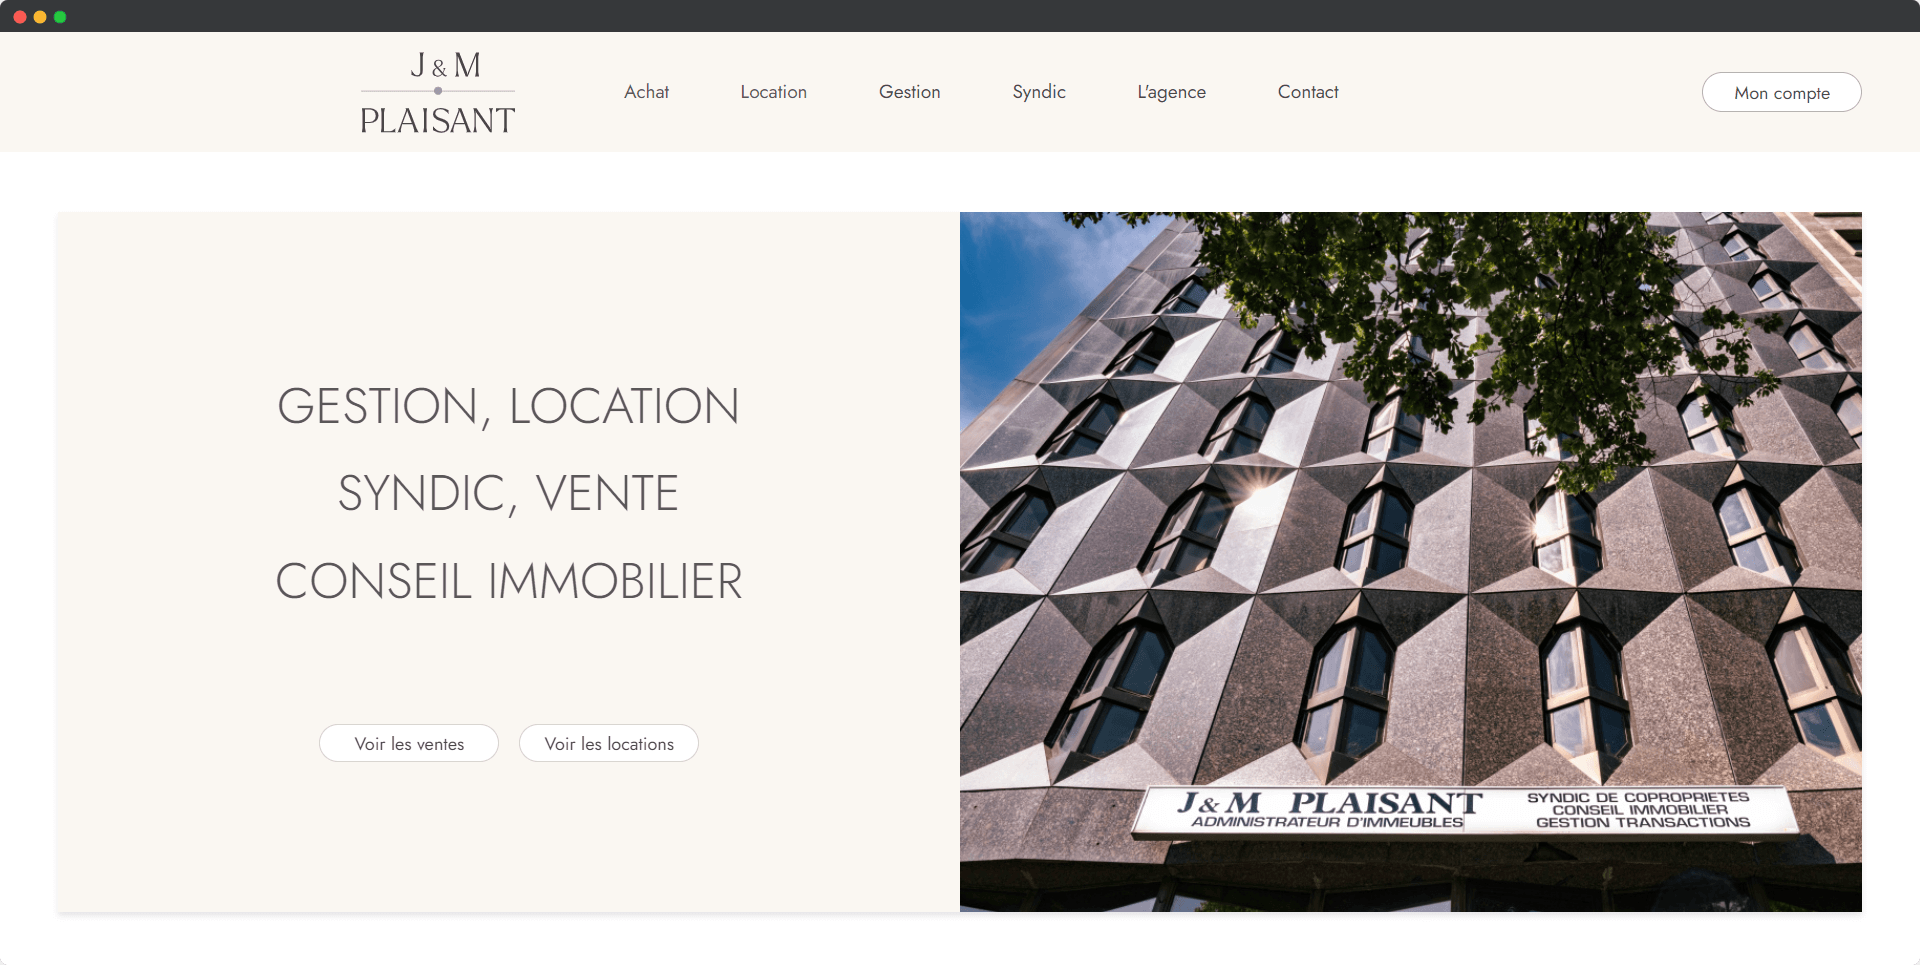 J & M
PLAISANT
Achat
Location
Gestion
Syndic
L'agence
Contact
Mon compte
GESTION, LOCATION
SYNDIC, VENTE
CONSEIL IMMOBILIER
Voir les ventes
Voir les locations
J & M PLAISANT
ADMINISTRATEUR D'IMMEUBLES
SYNDIC DE COPROPRIETES
CONSEIL IMMOBILIER
GESTION TRANSACTIONS